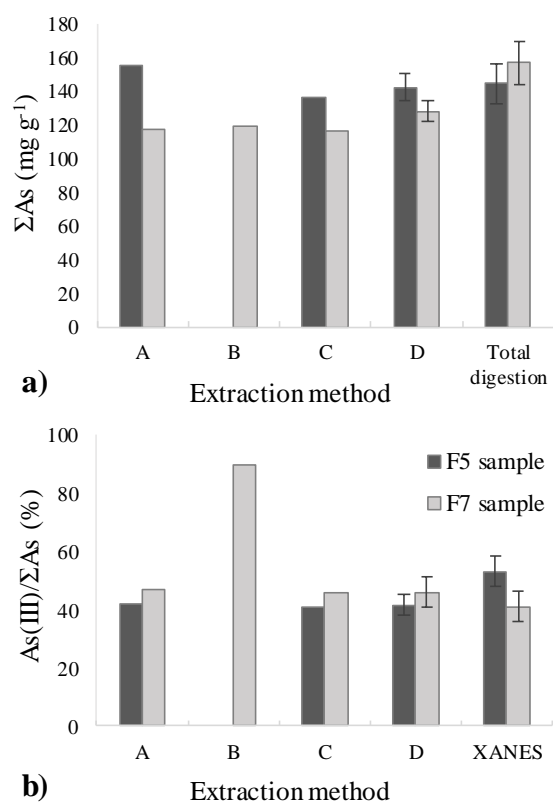 180
160
140
120
100
80
60
40
20
0
ΣAs (mg g⁻¹)
A B C D Total
digestion
a)
Extraction method
100
80
60
40
20
0
As(III)/ΣAs (%)
F5 sample
F7 sample
A B C D XANES
b)
Extraction method